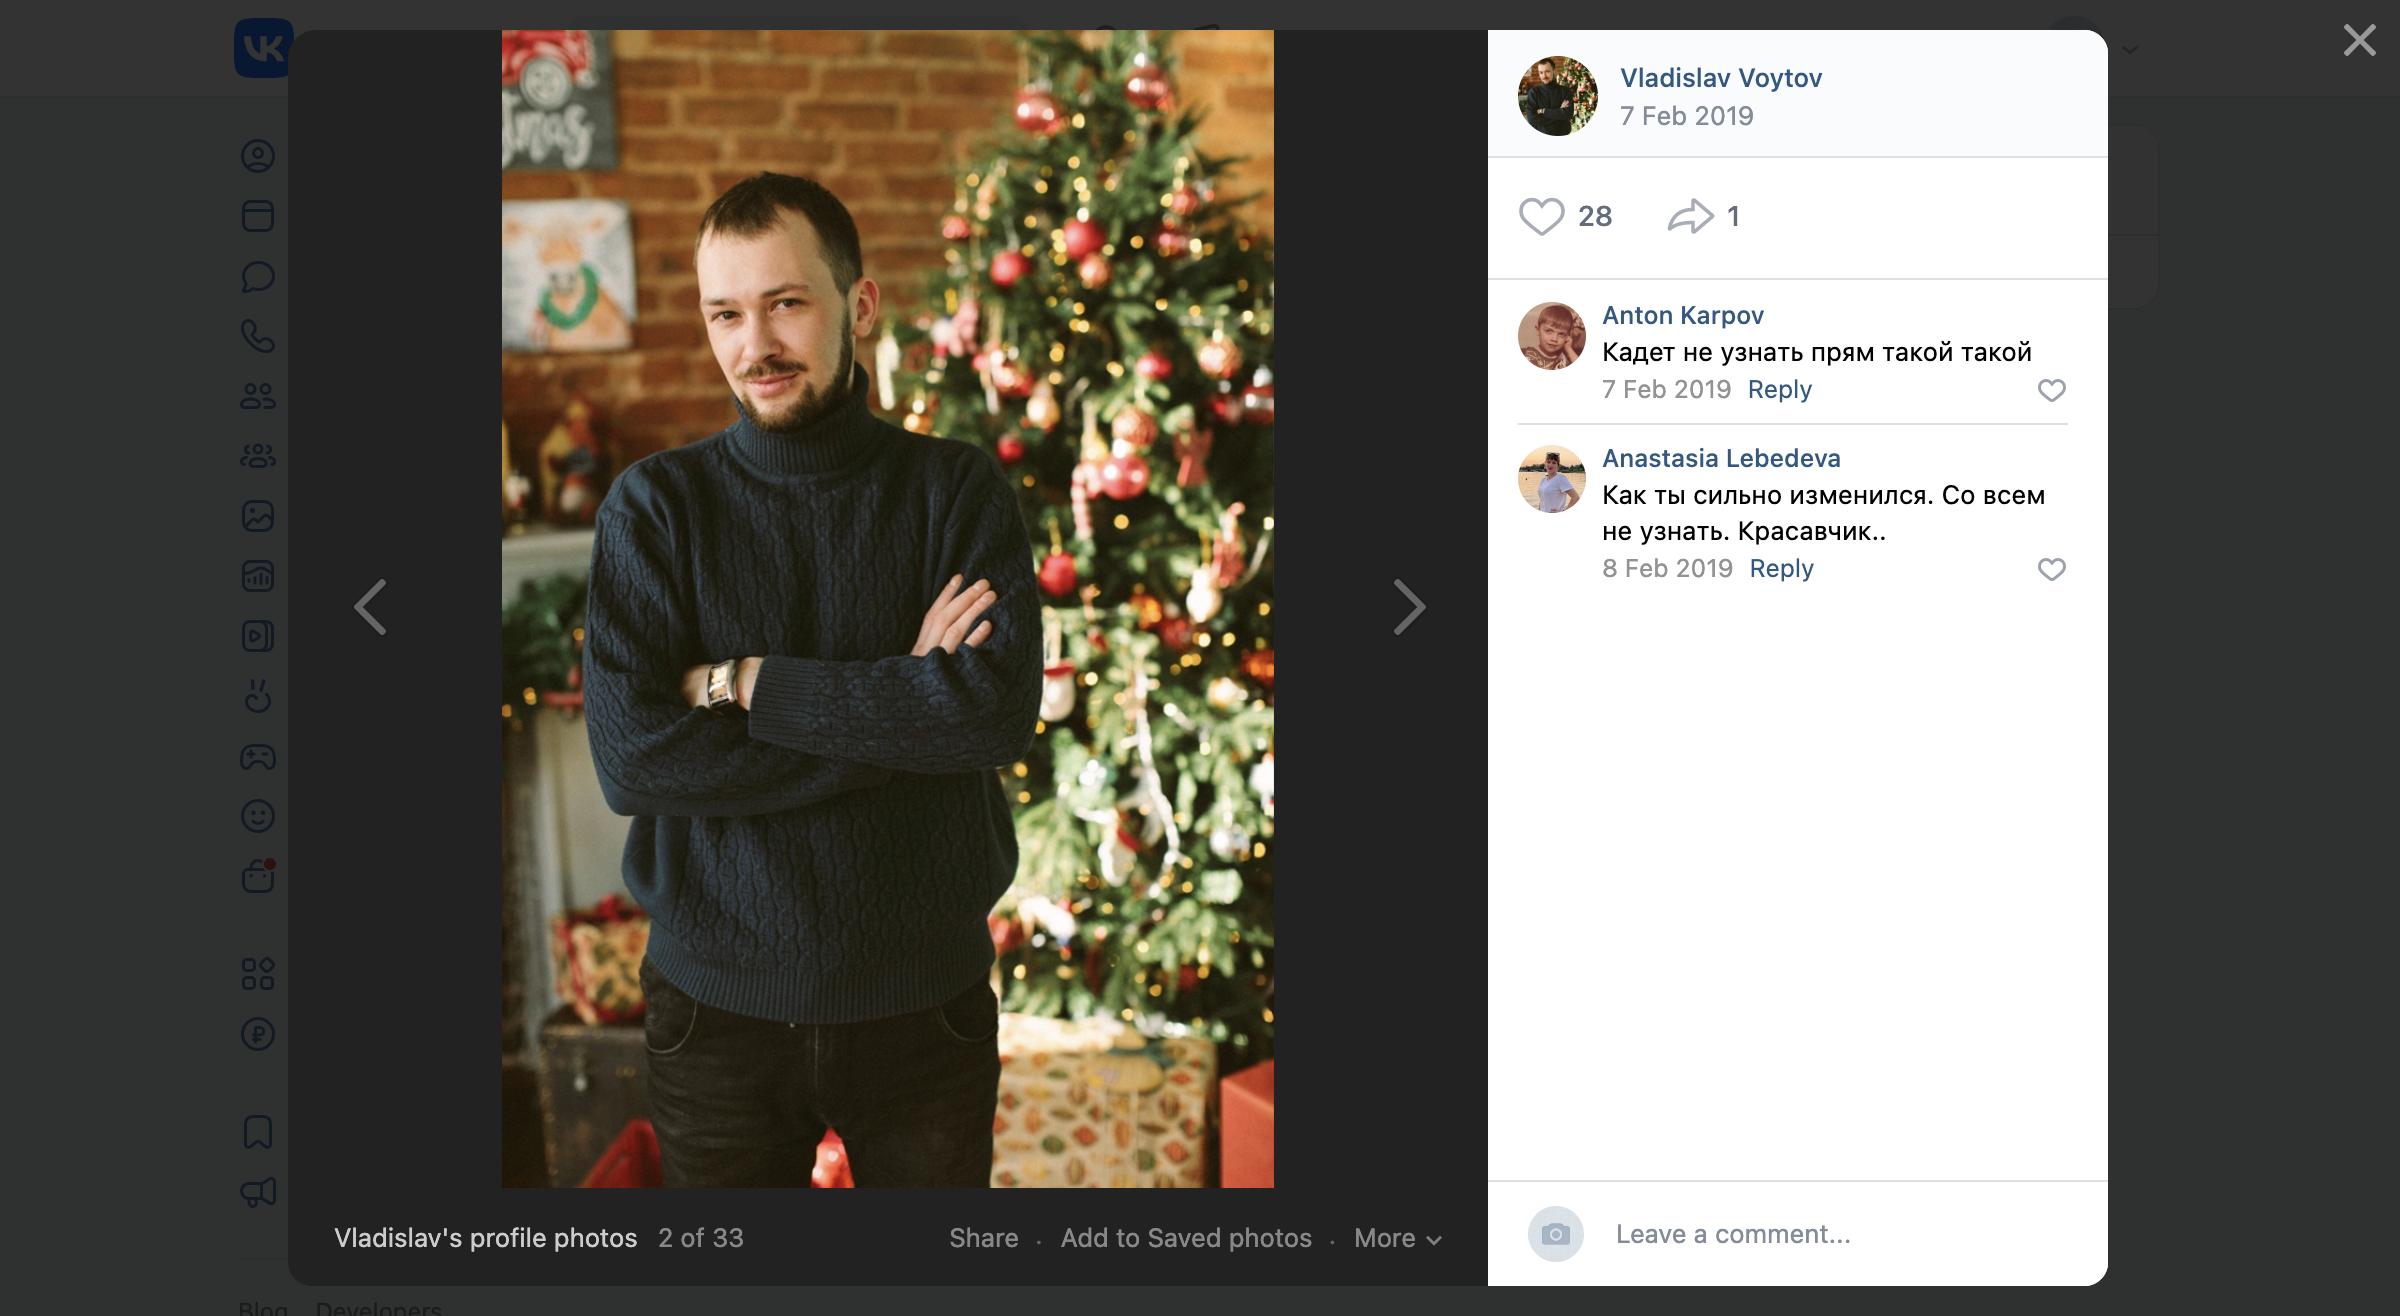 VK
mas
Vladislav Voytov
7 Feb 2019
28
1
Anton Karpov
Кадет не узнать прям такой такой
7 Feb 2019 Reply
Anastasia Lebedeva
Как ты сильно изменился. Со всем
не узнать. Красавчик..
8 Feb 2019 Reply
Vladislav's profile photos 2 of 33
Share · Add to Saved photos · More
Leave a comment...
Blog Developers